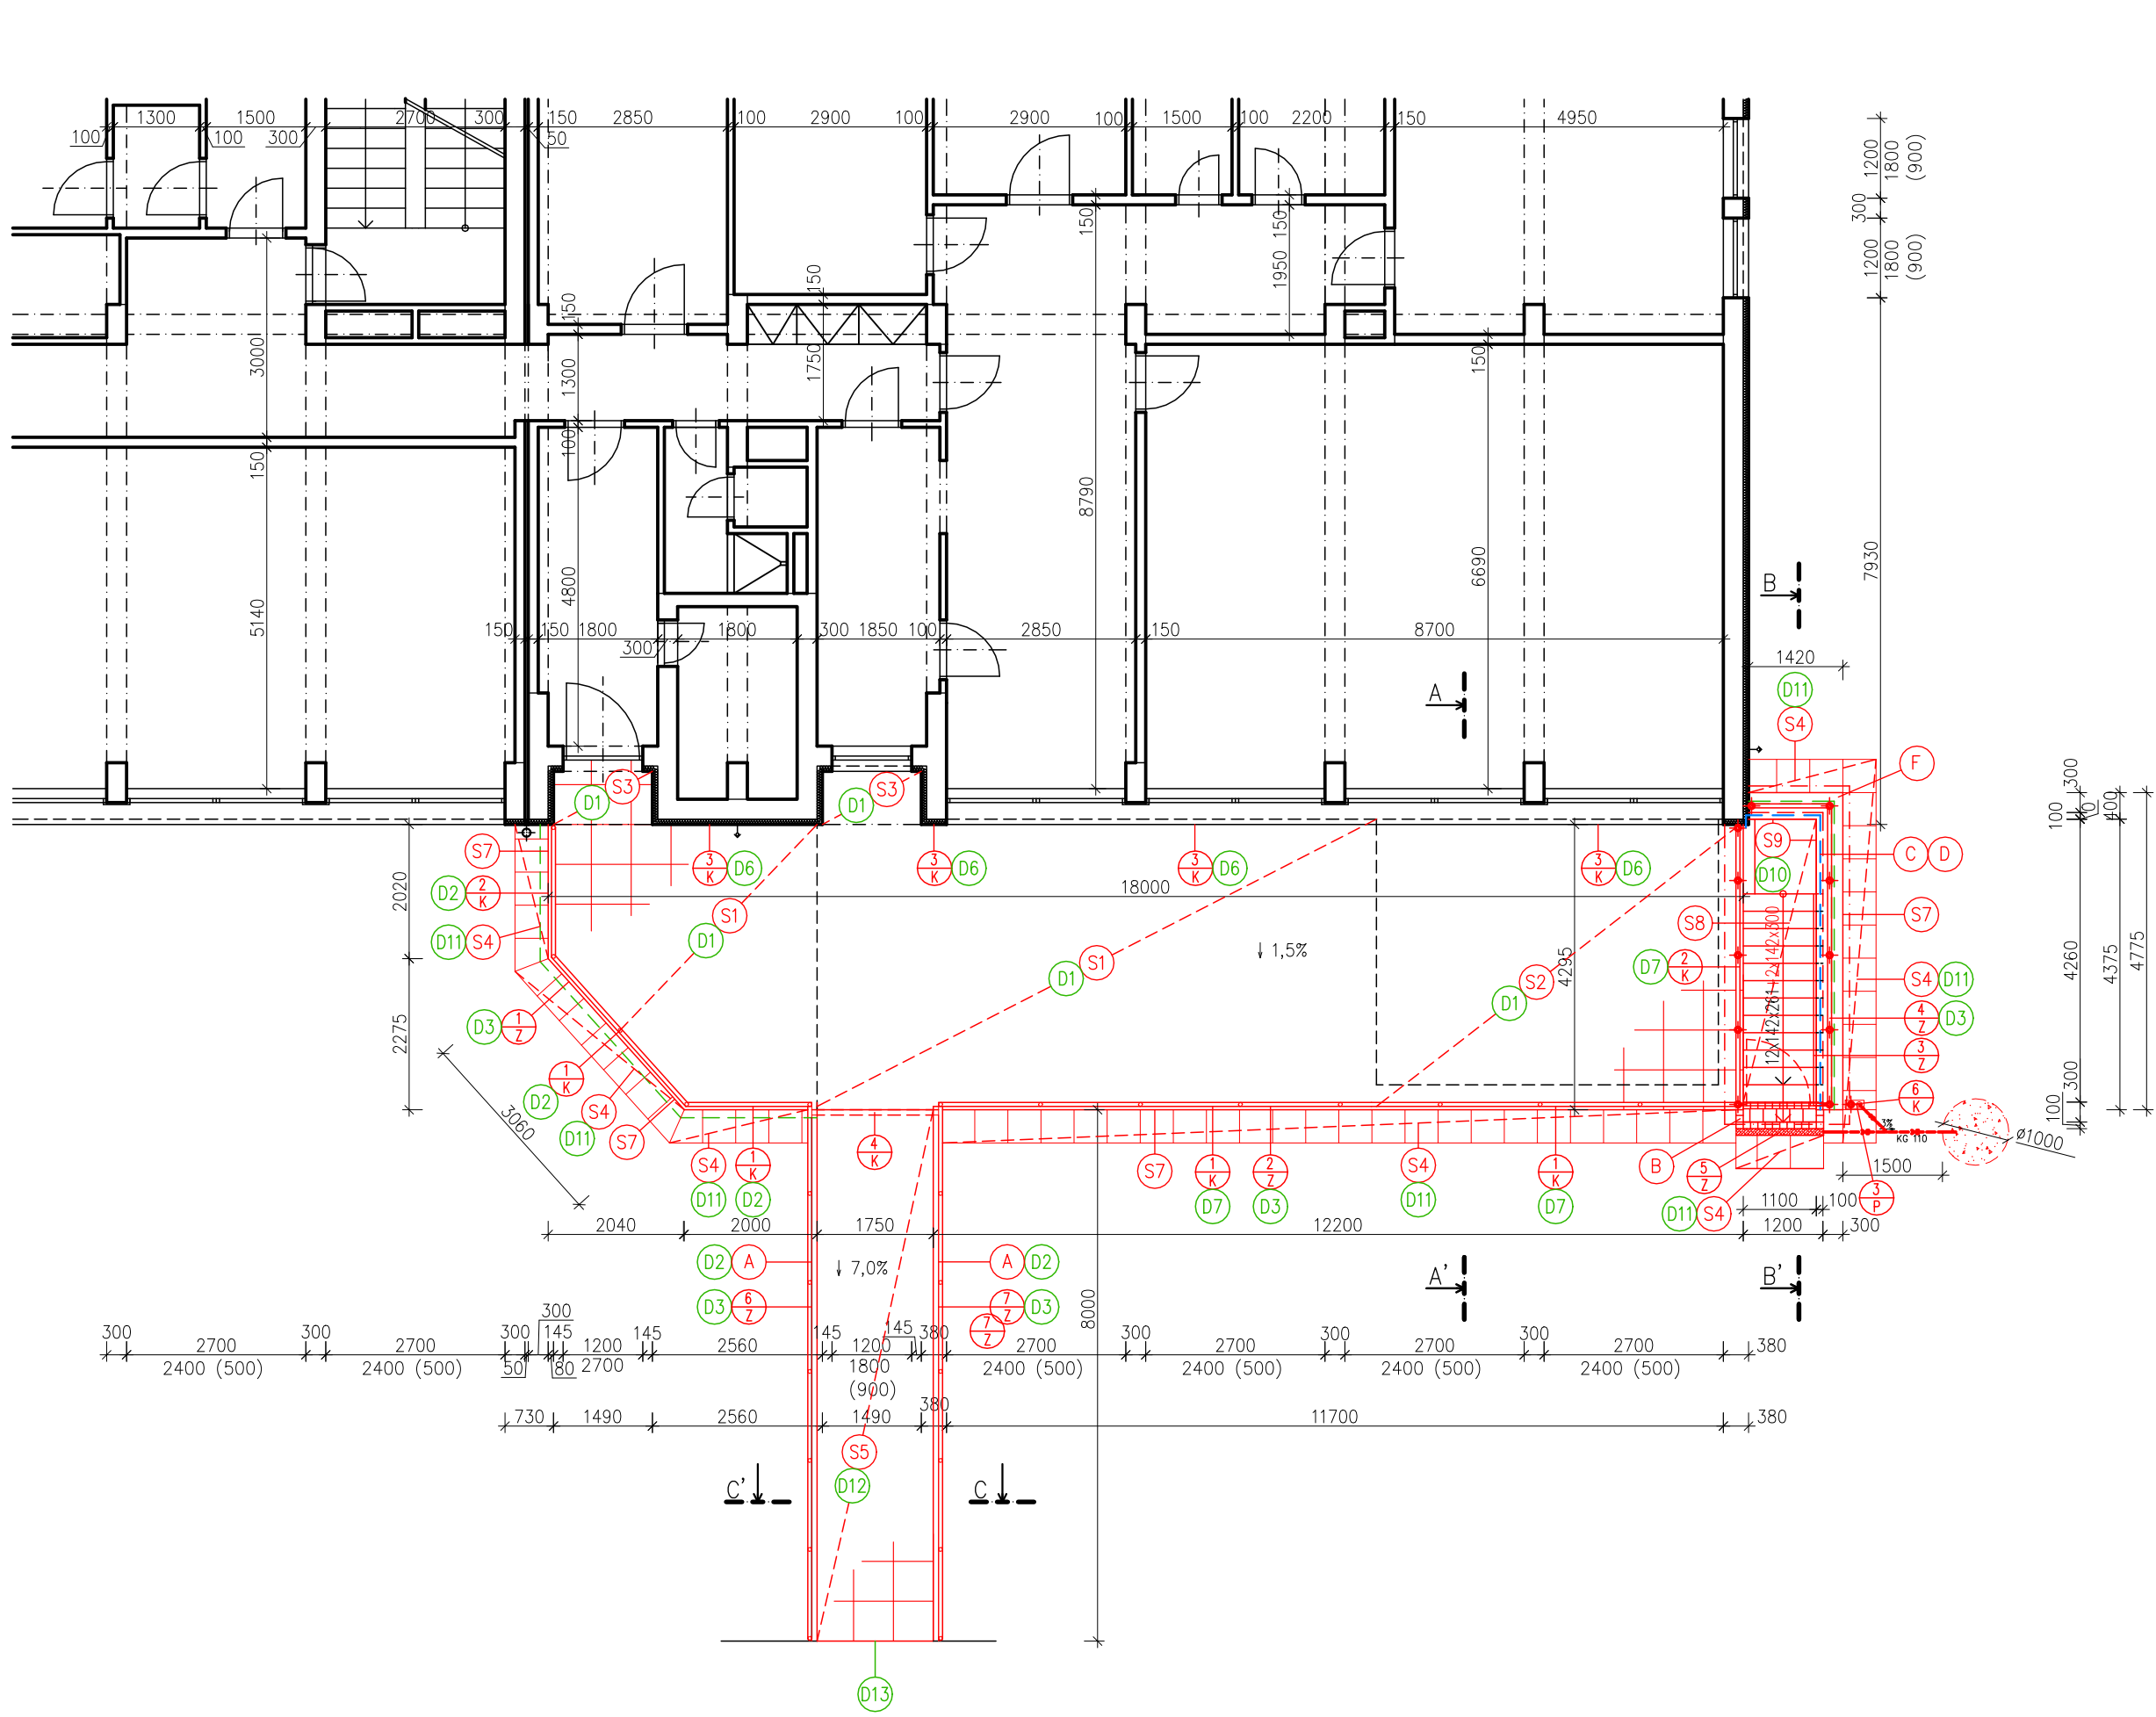 1300
1500
2700
300
150
2850
100
2900
100
2900
100
1500
100
2200
150
4950
100
100
300
50
1200
1800
(900)
300
1200
1800
(900)
150
150
1950
150
150
1750
150
1300
100
3000
150
5140
4800
8790
6690
7930
150
150
1800
300
1800
300
1850
100
2850
150
8700
B
A
1420
D11
S4
F
300
100
40
400
S3
D1
S3
D1
S7
D2
2
K
D11
S4
3
K
D6
3
K
D6
3
K
D6
3
K
D6
S9
D10
C
D
18000
S1
D1
S1
D1
1,5%
4295
S2
D1
S8
D7
2
K
12x142x261
12x142x300
S7
S4
D11
4
Z
D3
3
Z
6
K
2020
2275
4260
4375
4775
300
100
D3
1
Z
1
K
D2
S4
D11
S7
3060
S4
D11
1
K
D2
4
K
S7
1
K
D7
2
Z
D3
S4
D11
1
K
D7
B
5
Z
D11
S4
3%
KG 110
ø1000
1500
3
P
1100
100
1200
300
2040
2000
1750
12200
D2
A
D3
6
Z
7,0%
A
D2
7
Z
D3
7
Z
8000
A'
B'
300
2700
2400 (500)
300
2700
2400 (500)
300
50
300
145
80
1200
2700
145
2560
145
1200
1800
(900)
145
380
2700
2400 (500)
300
2700
2400 (500)
300
2700
2400 (500)
300
2700
2400 (500)
380
730
1490
2560
1490
380
11700
380
S5
D12
C'
C
D13